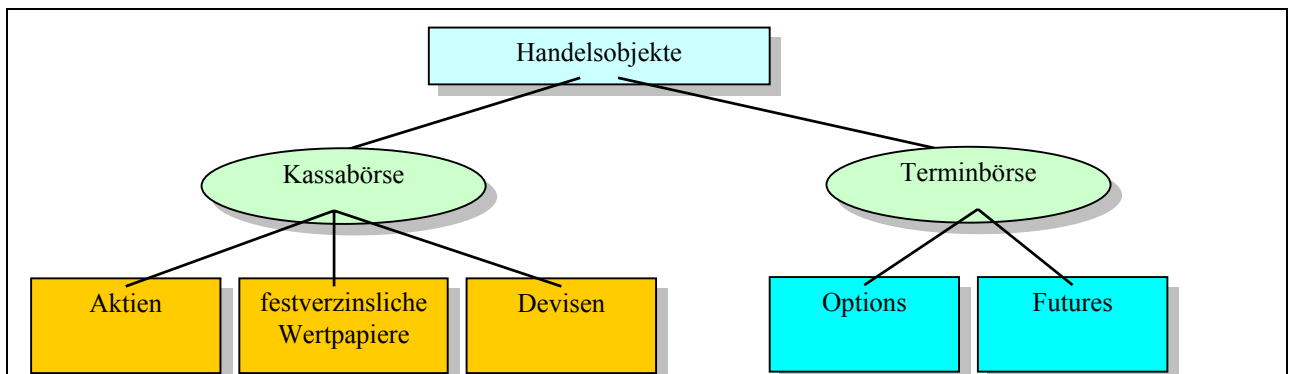 Handelsobjekte
Kassabörse
Terminbörse
Aktien
festverzinsliche
Wertpapiere
Devisen
Options
Futures